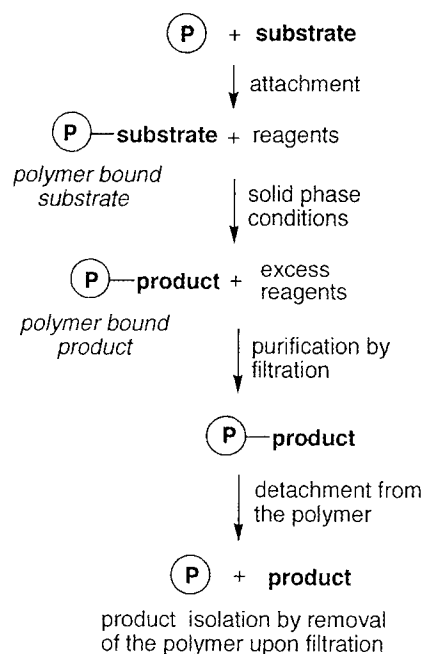 P + substrate
attachment
P substrate + reagents
polymer bound
substrate
solid phase
conditions
P product + excess
reagents
polymer bound
product
purification by
filtration
P product
detachment from
the polymer
P + product
product isolation by removal
of the polymer upon filtration